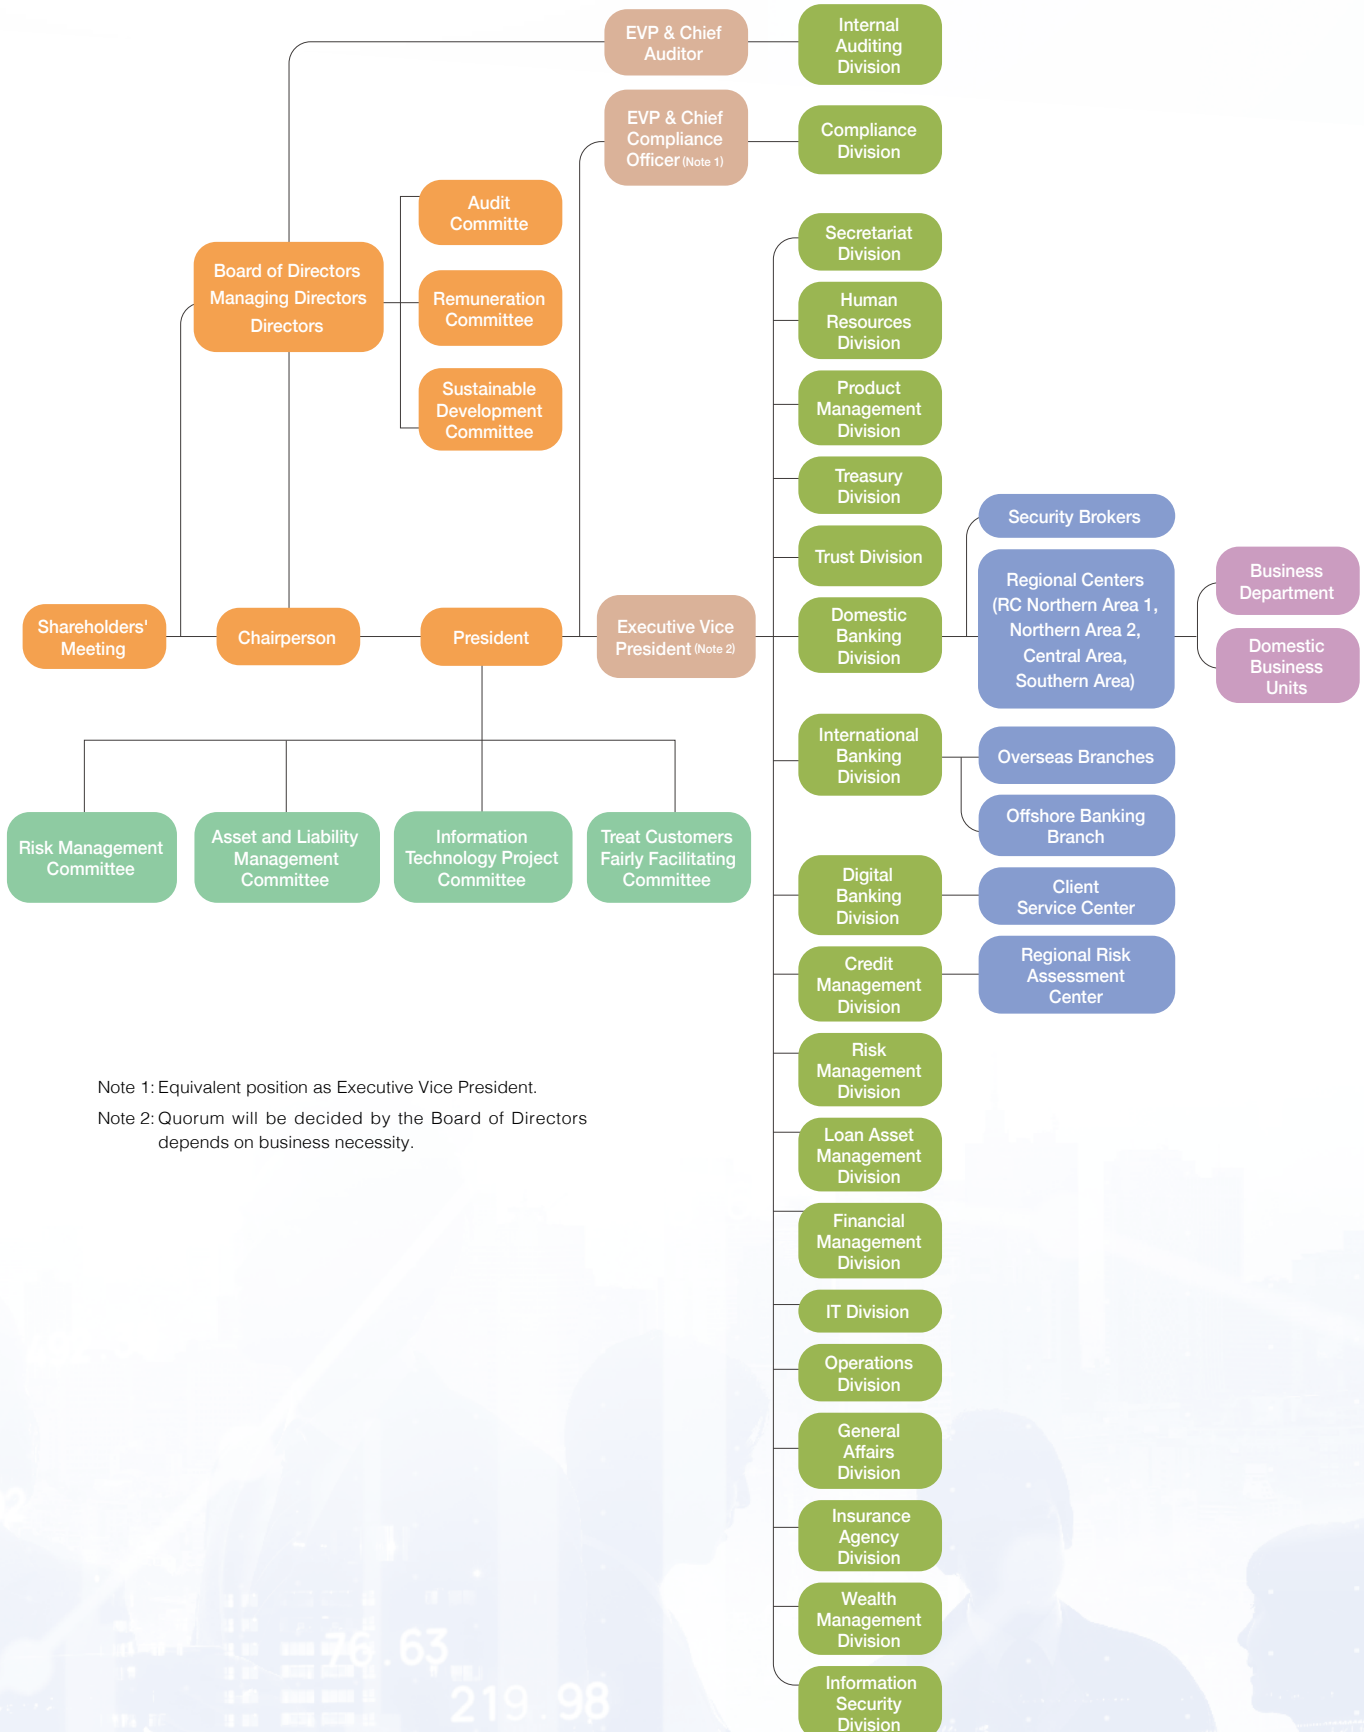 EVP & Chief
Auditor
Internal
Auditing
Division
EVP & Chief
Compliance
Officer (Note 1)
Compliance
Division
Audit
Committe
Board of Directors
Managing Directors
Directors
Remuneration
Committee
Sustainable
Development
Committee
Secretariat
Division
Human
Resources
Division
Product
Management
Division
Treasury
Division
Trust Division
Security Brokers
Regional Centers
(RC Northern Area 1,
Northern Area 2,
Central Area,
Southern Area)
Business
Department
Domestic
Business
Units
Shareholders'
Meeting
Chairperson
President
Executive Vice
President (Note 2)
Domestic
Banking
Division
International
Banking
Division
Overseas Branches
Offshore Banking
Branch
Risk Management
Committee
Asset and Liability
Management
Committee
Information
Technology Project
Committee
Treat Customers
Fairly Facilitating
Committee
Digital
Banking
Division
Client
Service Center
Credit
Management
Division
Regional Risk
Assessment
Center
Risk
Management
Division
Note 1: Equivalent position as Executive Vice President.
Note 2: Quorum will be decided by the Board of Directors
depends on business necessity.
Loan Asset
Management
Division
Financial
Management
Division
IT Division
Operations
Division
General
Affairs
Division
Insurance
Agency
Division
Wealth
Management
Division
Information
Security
Division
76.63
219.98